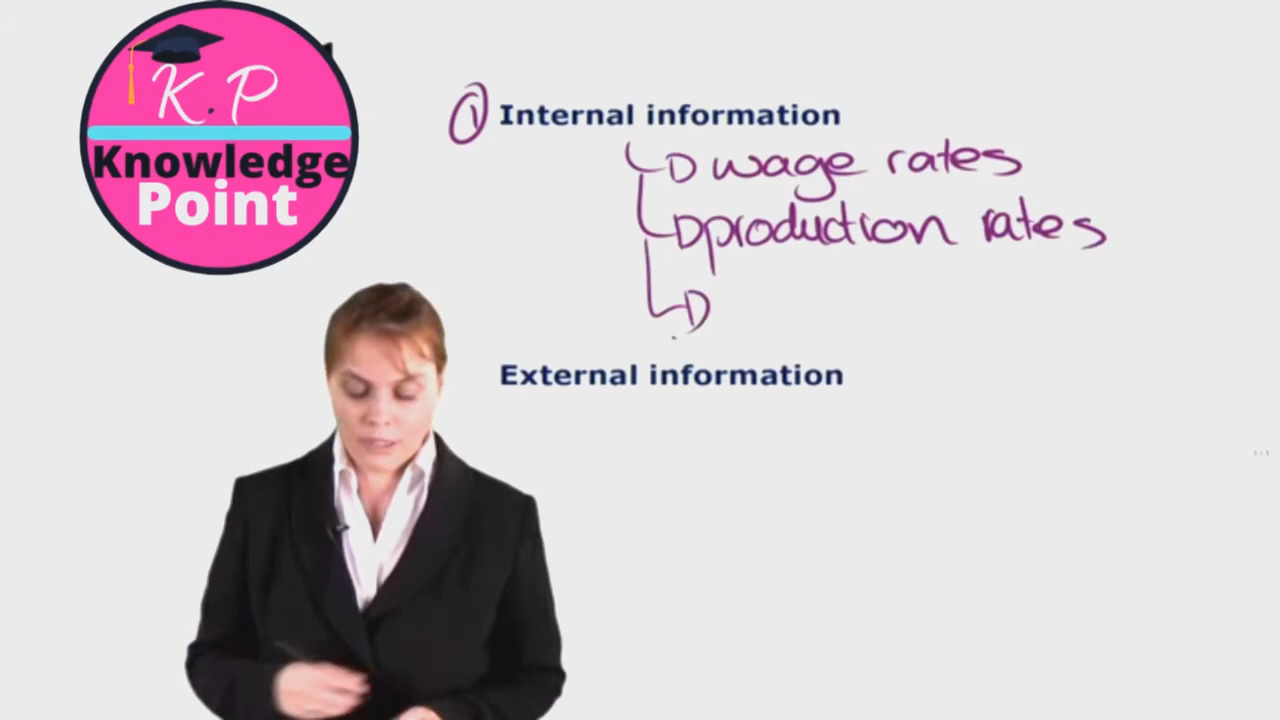 K.P
Knowledge
Point
① Internal information
wage rates
production rates
External information